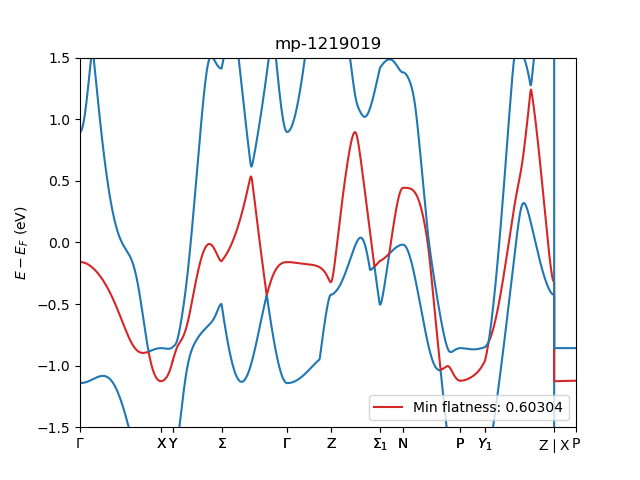 mp-1219019
E − E_F (eV)
1.5
1.0
0.5
0.0
−0.5
−1.0
−1.5
Min flatness: 0.60304
Γ X Y Σ Γ Z Σ₁ N P Y₁ Z | X P